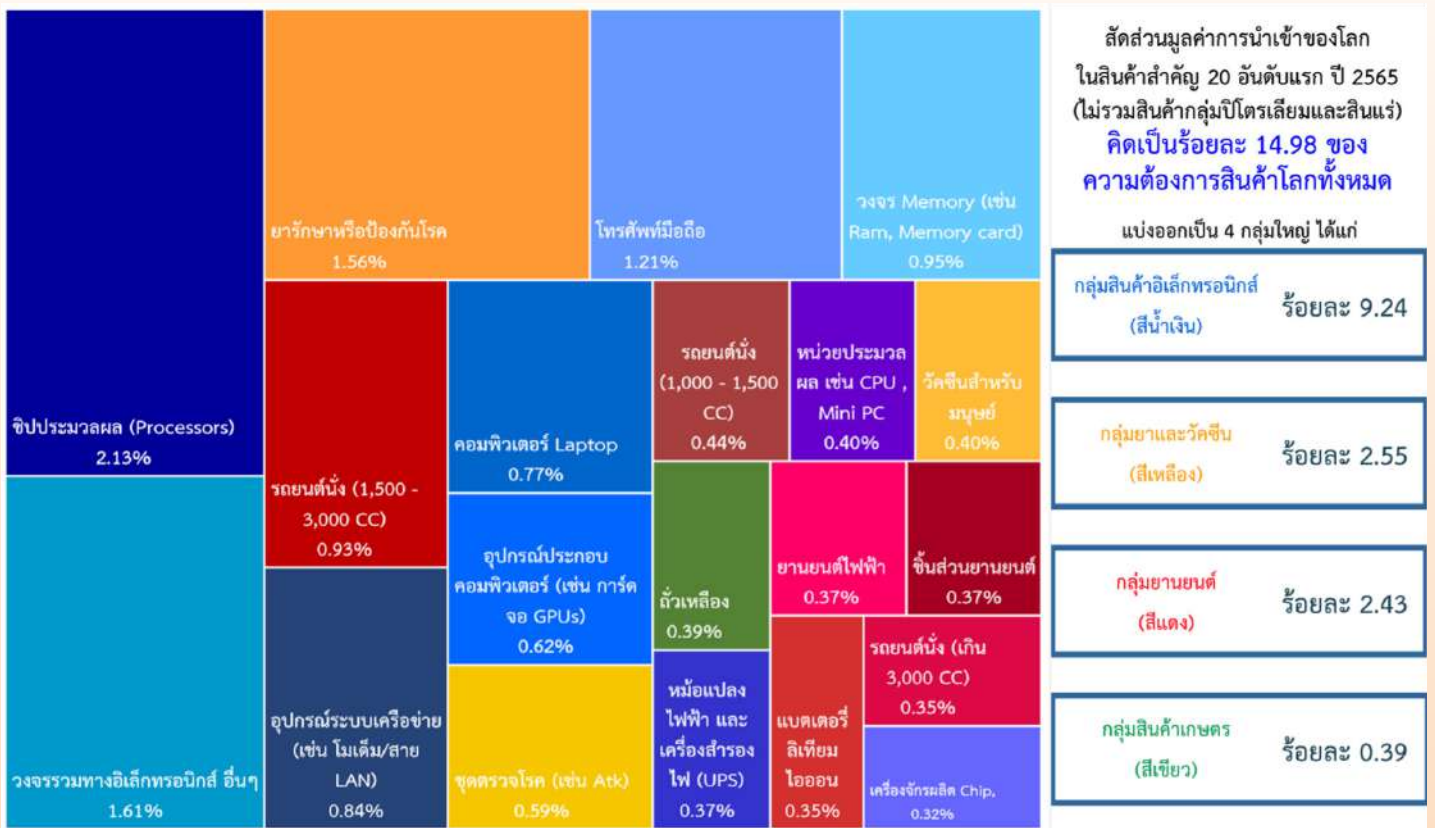 ชิปประมวลผล (Processors)
2.13%
วงจรรวมทางอิเล็กทรอนิกส์ อื่นๆ
1.61%
ยารักษาหรือป้องกันโรค
1.56%
โทรศัพท์มือถือ
1.21%
วงจร Memory (เช่น
Ram, Memory card)
0.95%
รถยนต์นั่ง (1,500 -
3,000 CC)
0.93%
อุปกรณ์ระบบเครือข่าย
(เช่น โมเด็ม/สาย
LAN)
0.84%
คอมพิวเตอร์ Laptop
0.77%
อุปกรณ์ประกอบ
คอมพิวเตอร์ (เช่น การ์ด
จอ GPUs)
0.62%
ชุดตรวจโรค (เช่น Atk)
0.59%
รถยนต์นั่ง
(1,000 - 1,500
CC)
0.44%
หน่วยประมวล
ผล เช่น CPU ,
Mini PC
0.40%
วัคซีนสำหรับ
มนุษย์
0.40%
ถั่วเหลือง
0.39%
หม้อแปลง
ไฟฟ้า และ
เครื่องสำรอง
ไฟ (UPS)
0.37%
ยานยนต์ไฟฟ้า
0.37%
ชิ้นส่วนยานยนต์
0.37%
แบตเตอรี่
ลิเทียม
ไอออน
0.35%
รถยนต์นั่ง (เกิน
3,000 CC)
0.35%
เครื่องจักรผลิต Chip,
0.32%
สัดส่วนมูลค่าการนำเข้าของโลก
ในสินค้าสำคัญ 20 อันดับแรก ปี 2565
(ไม่รวมสินค้ากลุ่มปิโตรเลียมและสินแร่)
คิดเป็นร้อยละ 14.98 ของ
ความต้องการสินค้าโลกทั้งหมด
แบ่งออกเป็น 4 กลุ่มใหญ่ ได้แก่
กลุ่มสินค้าอิเล็กทรอนิกส์
(สีน้ำเงิน)
ร้อยละ 9.24
กลุ่มยาและวัคซีน
(สีเหลือง)
ร้อยละ 2.55
กลุ่มยานยนต์
(สีแดง)
ร้อยละ 2.43
กลุ่มสินค้าเกษตร
(สีเขียว)
ร้อยละ 0.39